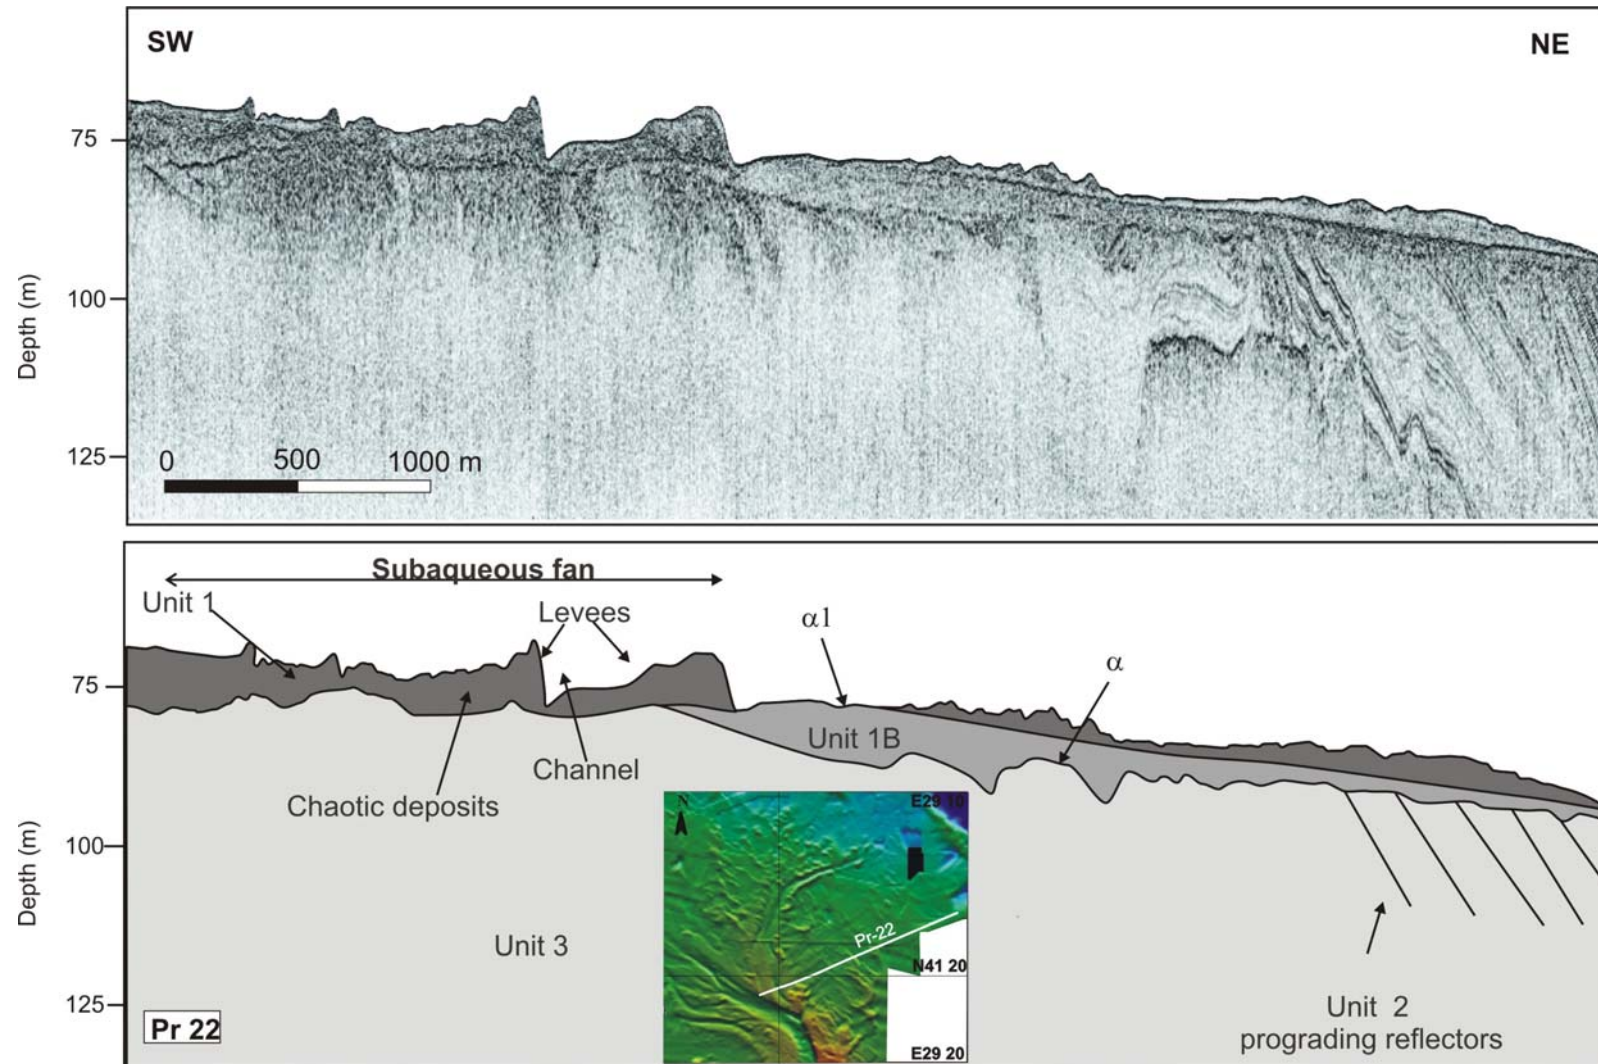 SW
NE
75
100
125
Depth (m)
0 500 1000 m
Subaqueous fan
Unit 1
Levees
α1
α
75
Unit 1B
Channel
Chaotic deposits
N
E29 10
Pr-22
N41 20
E29 20
100
125
Depth (m)
Unit 3
Unit 2
prograding reflectors
Pr 22